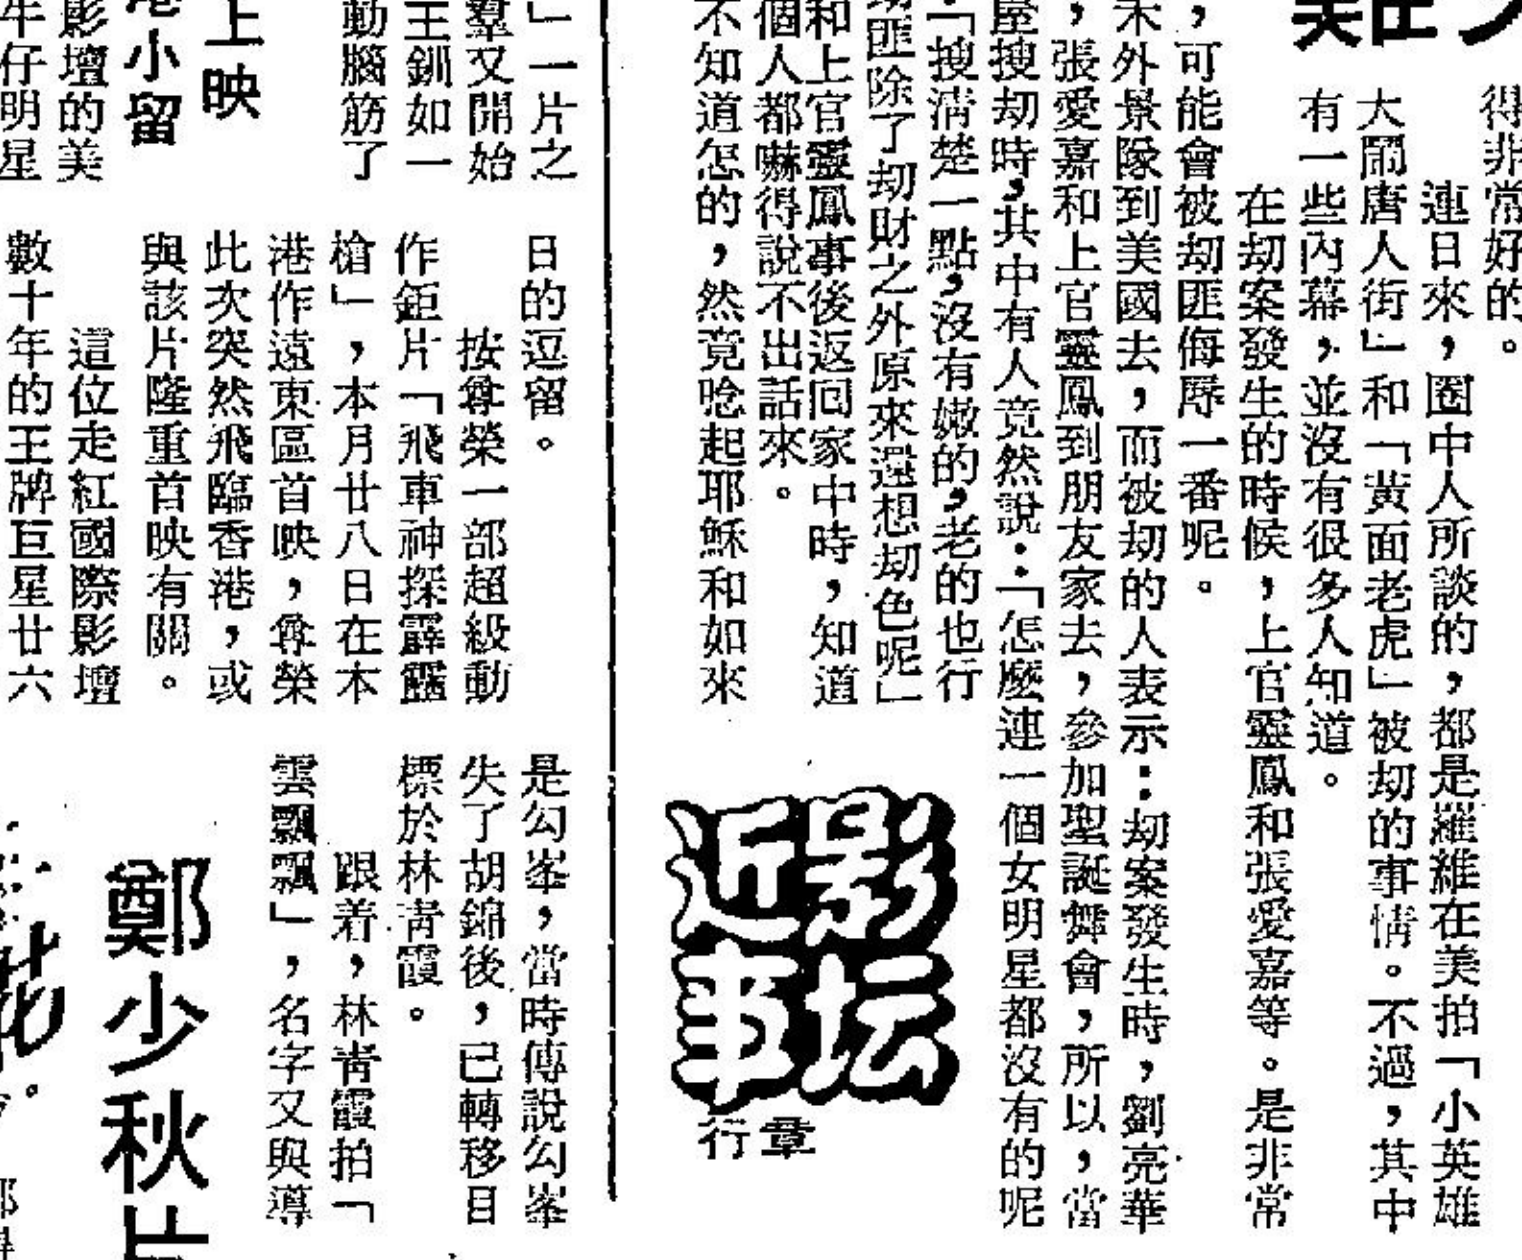 得非常好的。
連日來，圈中人所談的，都是羅維在美拍「小英雄
大鬧唐人街」和「黃面老虎」被刼的事情。不過，其中
有一些內幕，並沒有很多人知道。
在刼案發生的時候，上官靈鳳和張愛嘉等。是非常
，可能會被刼匪侮辱一番呢。
外景隊到美國去，而被刼的人表示：刼案發生時，劉亮華
，張愛嘉和上官靈鳳到朋友家去，參加聖誕舞會，所以，當
屋搜刼時，其中有人竟然說：「怎麼連一個女明星都沒有的呢
：「搜清楚一點，沒有嫩的，老的也行
匪除了刼財之外原來還想刼色呢」
和上官靈鳳事後返回家中時，知道
個人都嚇得說不出話來。
不知道怎的，然竟唸起耶穌和如來
影坛
近事
章行
」一片之
羣又開始
王釧如一
動腦筋了
上映
港小留
影壇的美
牛仔明星
日的逗留。
按尊榮一部超級動
作鉅片「飛車神探霹靂
槍」，本月廿八日在本
港作遠東區首映，尊榮
此次突然飛臨香港，或
與該片隆重首映有關。
這位走紅國際影壇
數十年的王牌巨星廿六
是勾峯，當時傳說勾峯
失了胡錦後，已轉移目
標於林青霞。
跟着，林青霞拍「
雲飄飄」，名字又與導
鄭少秋片
花